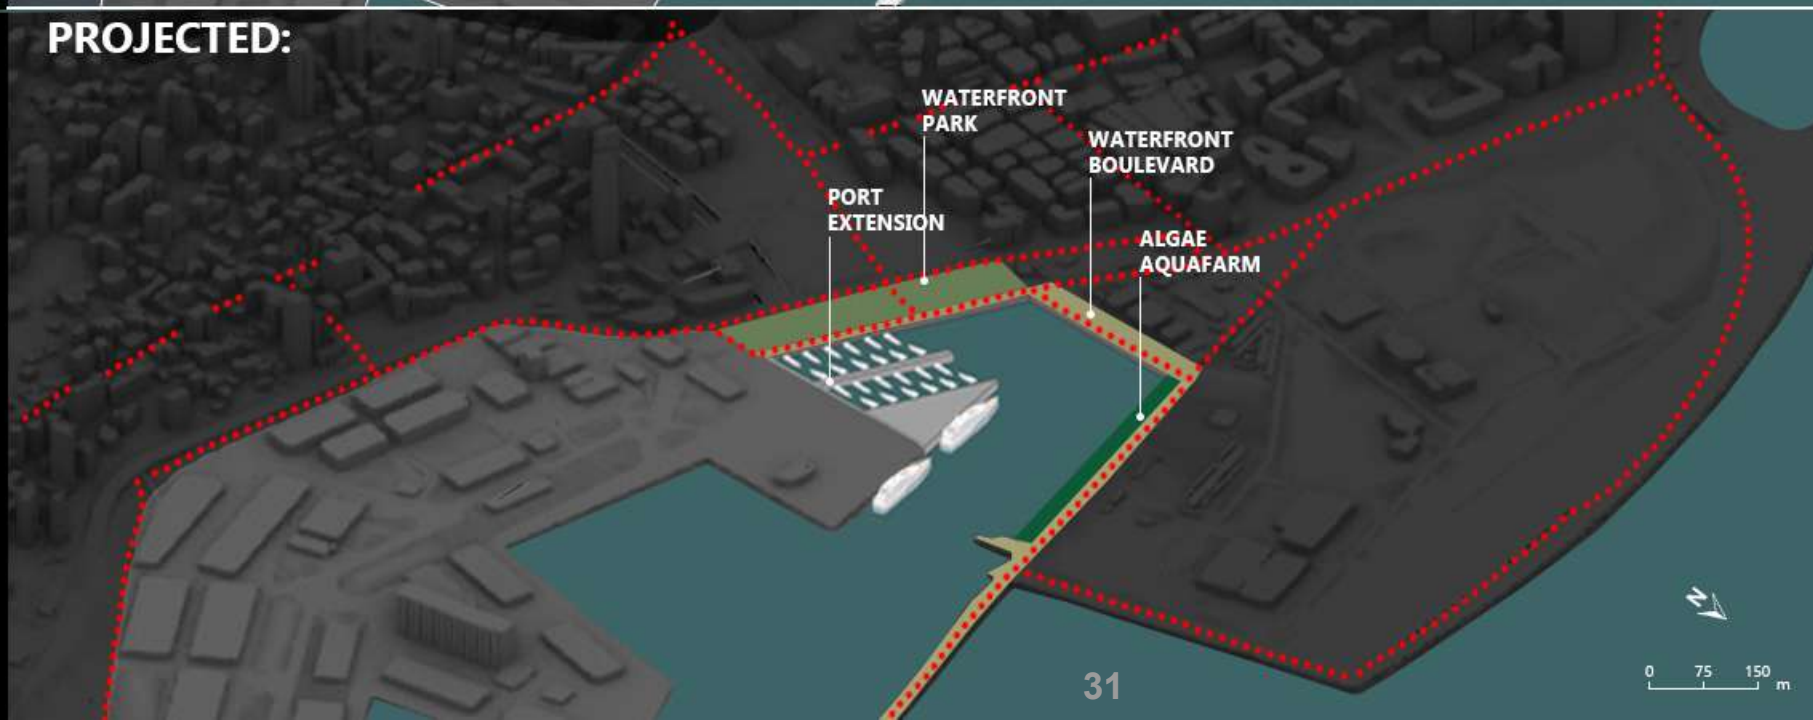 PROJECTED:
WATERFRONT
PARK
WATERFRONT
BOULEVARD
PORT
EXTENSION
ALGAE
AQUAFARM
N
0 75 150
m
31